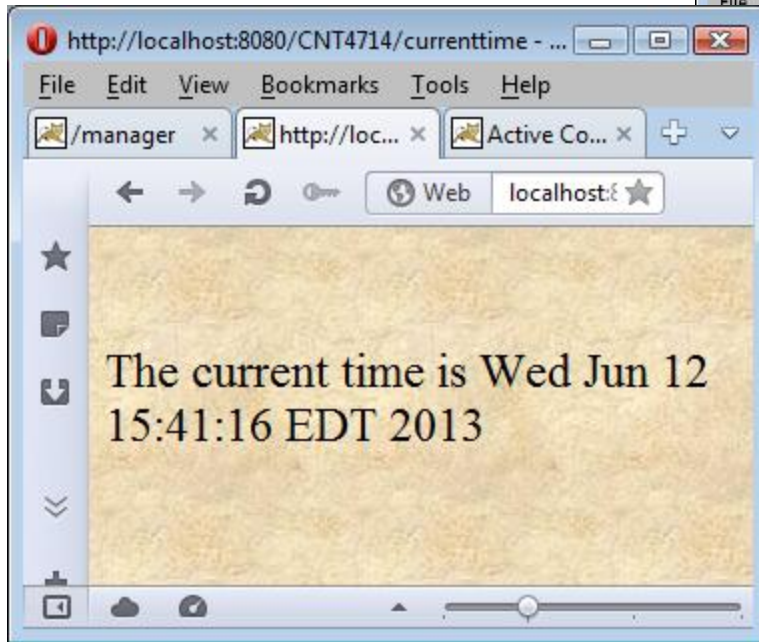 File
http://localhost:8080/CNT4714/currenttime - ...
File Edit View Bookmarks Tools Help
/manager http://loc... Active Co...
Web localhost:8
The current time is Wed Jun 12
15:41:16 EDT 2013